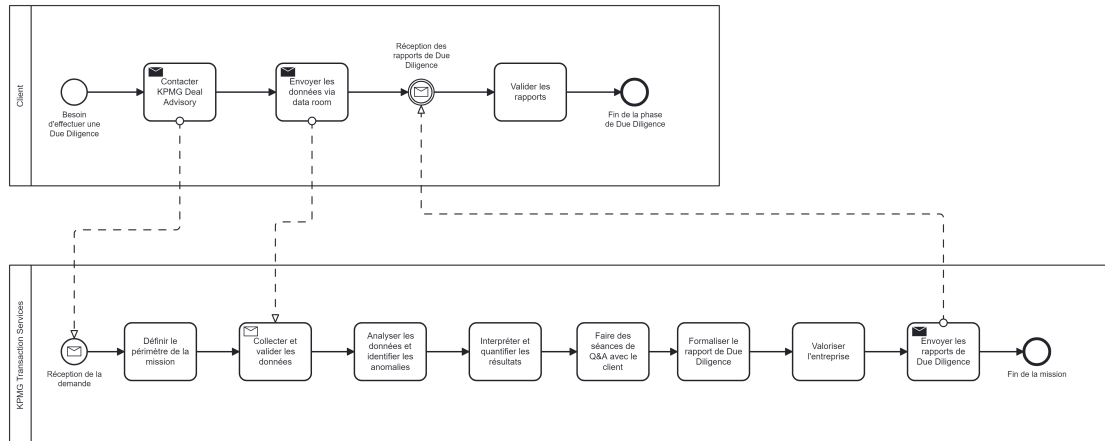 Client
Besoin
d'effectuer une
Due Diligence
Contacter
KPMG Deal
Advisory
Envoyer les
données via
data room
Réception des
rapports de Due
Diligence
Valider les
rapports
Fin de la phase
de Due Diligence
KPMG Transaction Services
Réception de la
demande
Définir le
périmètre de la
mission
Collecter et
valider les
données
Analyser les
données et
identifier les
anomalies
Interpréter et
quantifier les
résultats
Faire des
séances de
Q&A avec le
client
Formaliser le
rapport de Due
Diligence
Valoriser
l'entreprise
Envoyer les
rapports de
Due Diligence
Fin de la mission